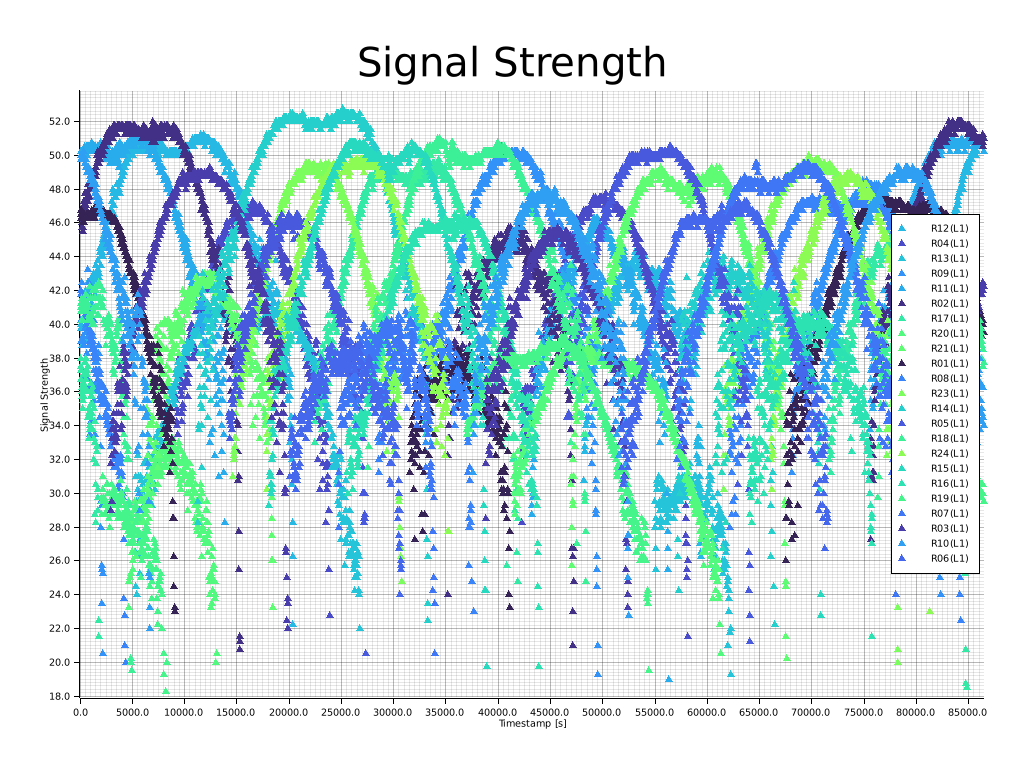 Signal Strength
52.0
50.0
48.0
46.0
44.0
42.0
40.0
38.0
36.0
34.0
32.0
30.0
28.0
26.0
24.0
22.0
20.0
18.0
Signal Strength
0.0 5000.0 10000.0 15000.0 20000.0 25000.0 30000.0 35000.0 40000.0 45000.0 50000.0 55000.0 60000.0 65000.0 70000.0 75000.0 80000.0 85000.0
Timestamp [s]
R12(L1)
R04(L1)
R13(L1)
R09(L1)
R11(L1)
R02(L1)
R17(L1)
R20(L1)
R21(L1)
R01(L1)
R08(L1)
R23(L1)
R14(L1)
R05(L1)
R18(L1)
R24(L1)
R15(L1)
R16(L1)
R19(L1)
R07(L1)
R03(L1)
R10(L1)
R06(L1)